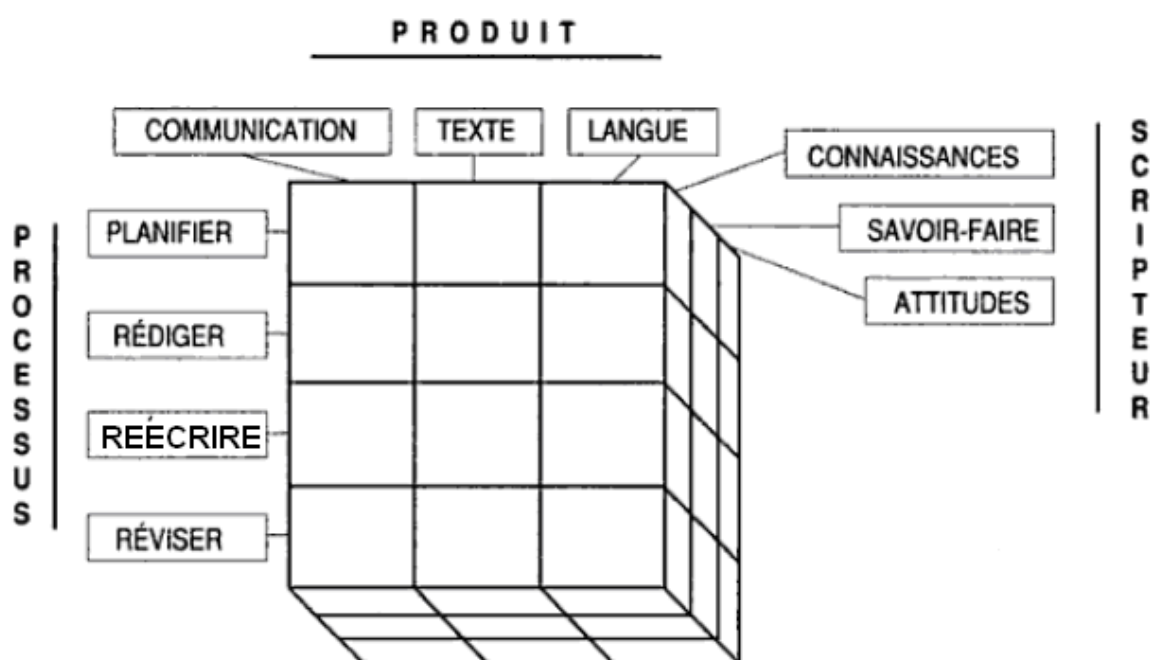 PRODUIT
COMMUNICATION
TEXTE
LANGUE
CONNAISSANCES
SAVOIR-FAIRE
ATTITUDES
SCRIPTEUR
PROCESSUS
PLANIFIER
RÉDIGER
REÉCRIRE
RÉVISER